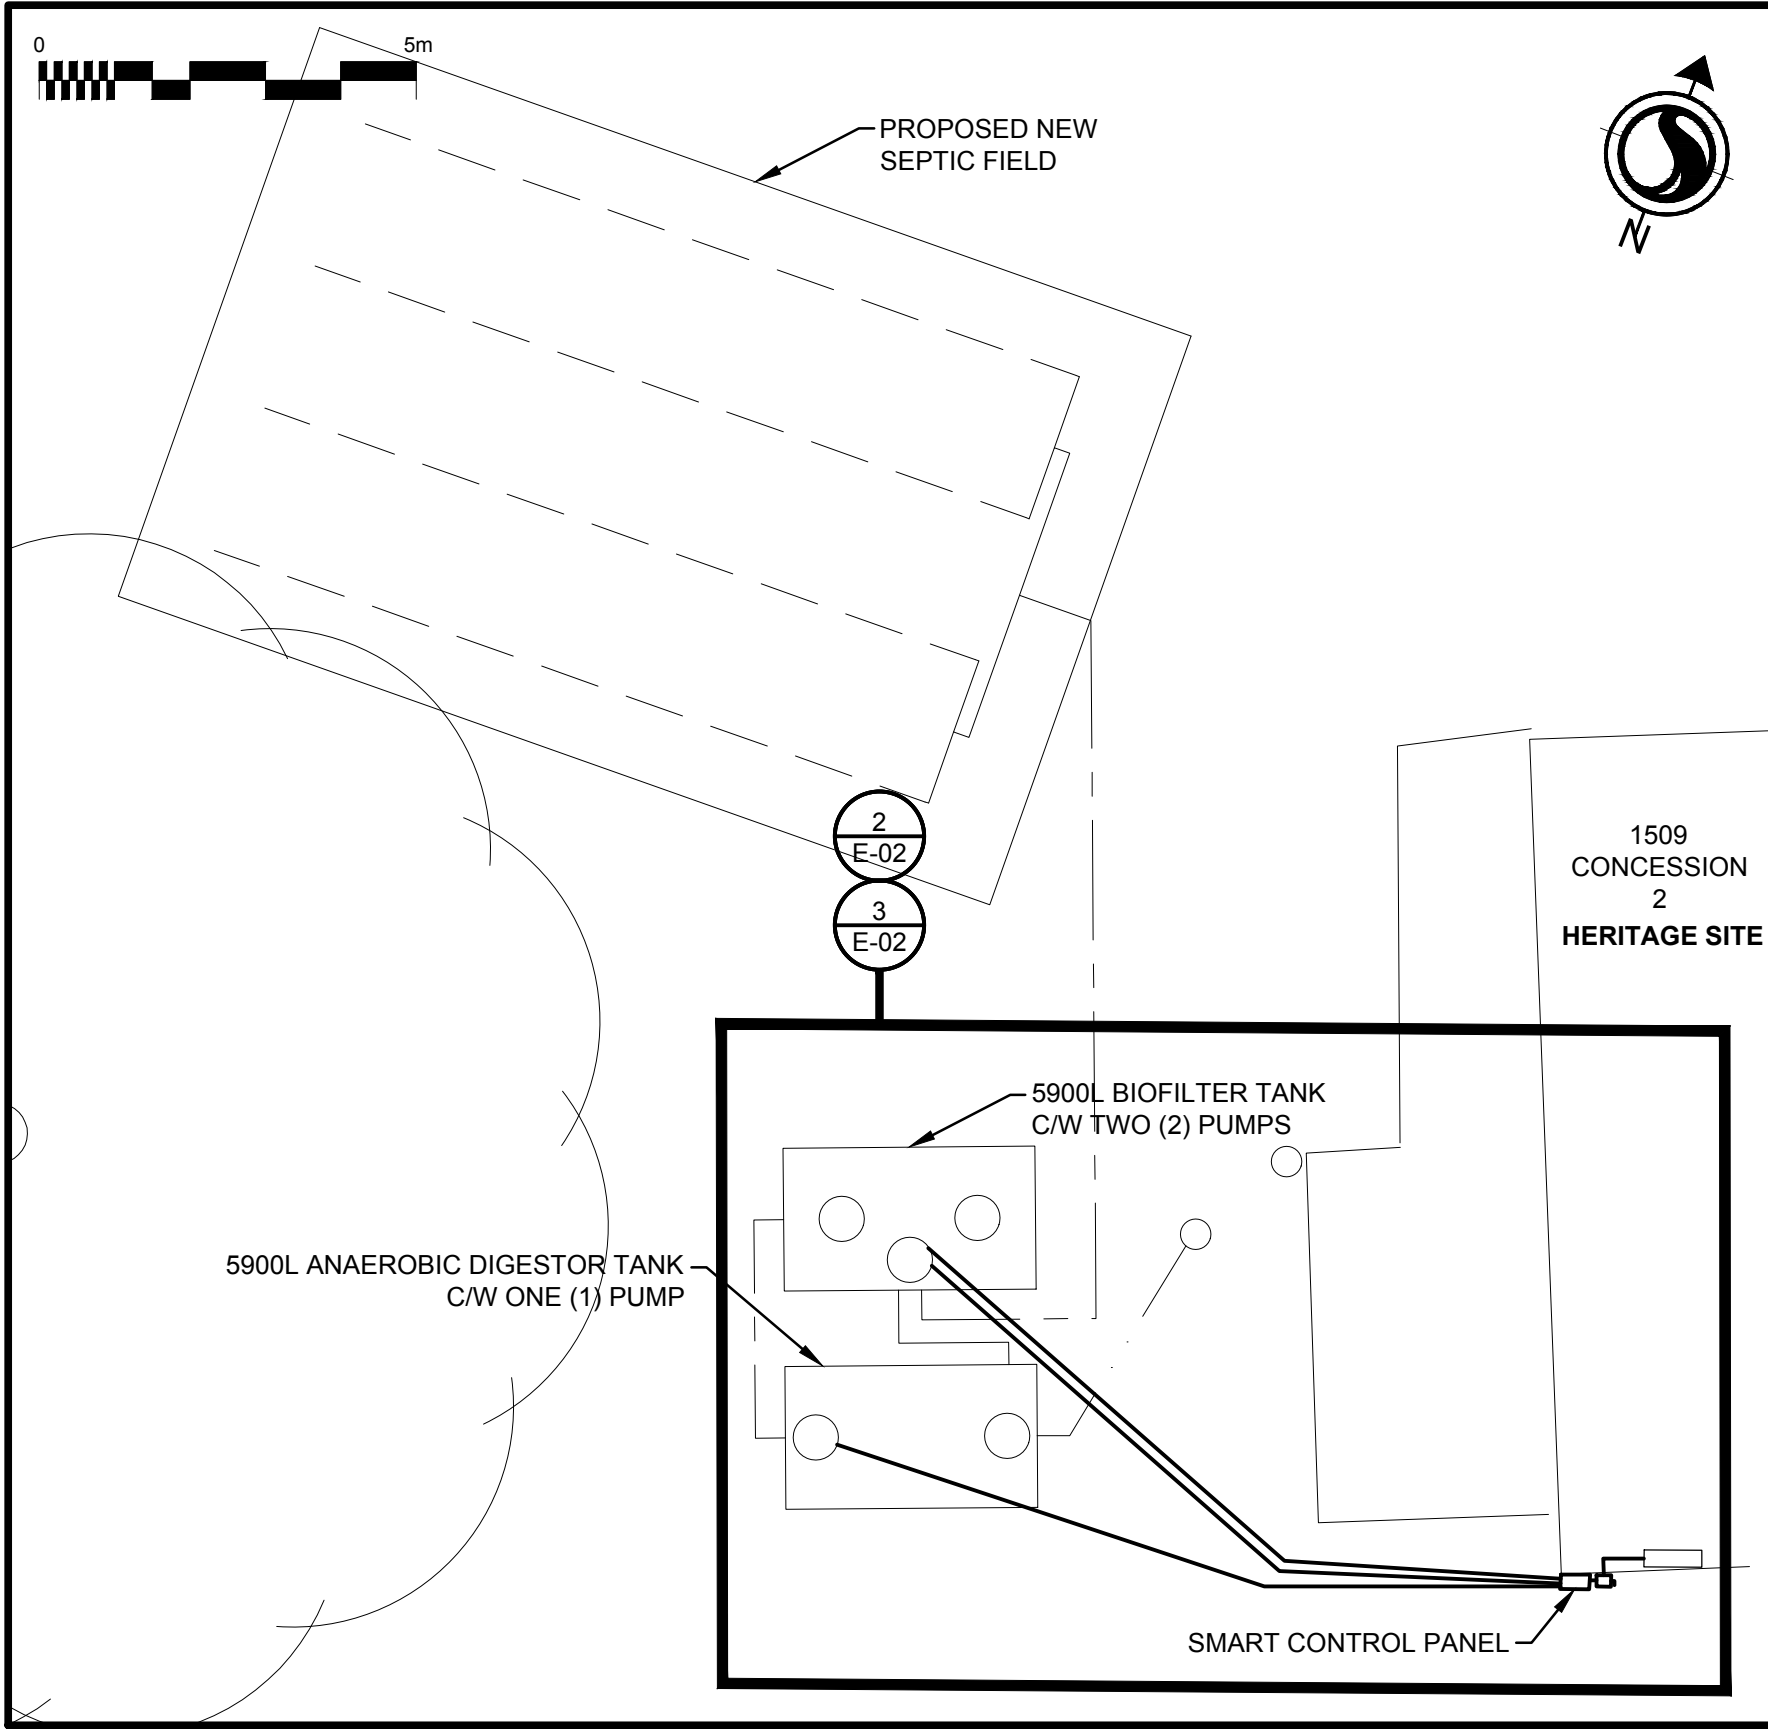 0
5m
PROPOSED NEW
SEPTIC FIELD
N
2
E-02
3
E-02
1509
CONCESSION
2
HERITAGE SITE
5900L BIOFILTER TANK
C/W TWO (2) PUMPS
5900L ANAEROBIC DIGESTOR TANK
C/W ONE (1) PUMP
SMART CONTROL PANEL